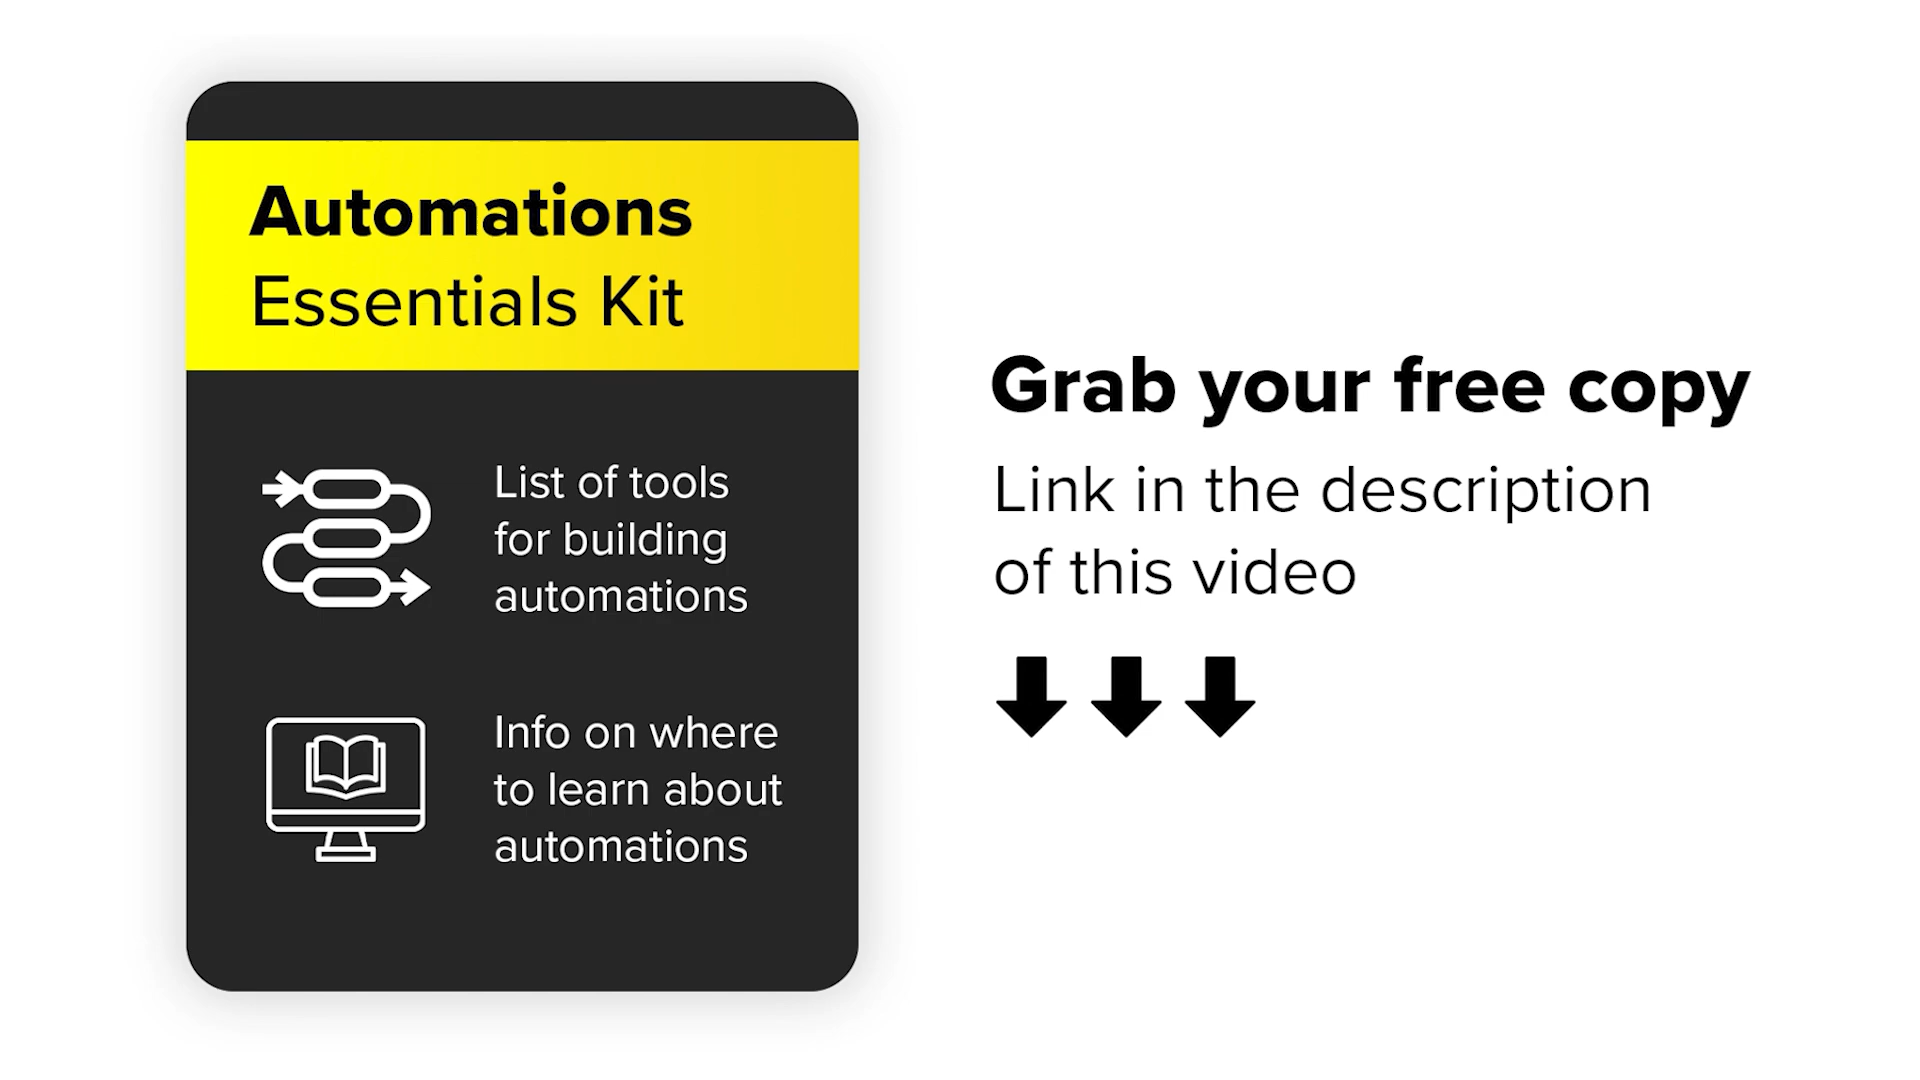 Automations
Essentials Kit
List of tools
for building
automations
Info on where
to learn about
automations
Grab your free copy
Link in the description
of this video